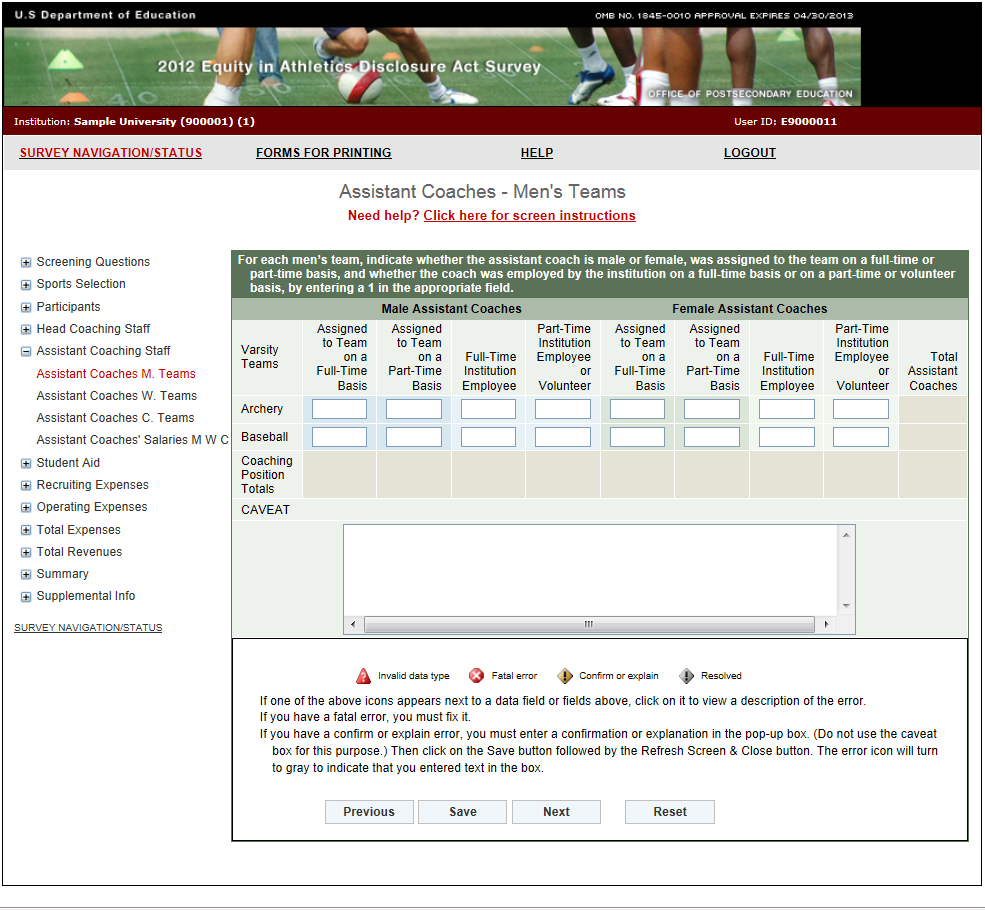 U.S Department of Education
OMB NO. 1845-0010 APPROVAL EXPIRES 04/30/2013
2012 Equity in Athletics Disclosure Act Survey
OFFICE OF POSTSECONDARY EDUCATION
Institution: Sample University (900001) (1)
User ID: E9000011
SURVEY NAVIGATION/STATUS
FORMS FOR PRINTING
HELP
LOGOUT
Assistant Coaches - Men's Teams
Need help? Click here for screen instructions
Screening Questions
Sports Selection
Participants
Head Coaching Staff
Assistant Coaching Staff
Assistant Coaches M. Teams
Assistant Coaches W. Teams
Assistant Coaches C. Teams
Assistant Coaches' Salaries M W C
Student Aid
Recruiting Expenses
Operating Expenses
Total Expenses
Total Revenues
Summary
Supplemental Info
SURVEY NAVIGATION/STATUS
For each men's team, indicate whether the assistant coach is male or female, was assigned to the team on a full-time or
part-time basis, and whether the coach was employed by the institution on a full-time basis or on a part-time or volunteer
basis, by entering a 1 in the appropriate field.
Male Assistant Coaches
Female Assistant Coaches
Varsity
Teams
Assigned
to Team
on a
Full-Time
Basis
Assigned
to Team
on a
Part-Time
Basis
Full-Time
Institution
Employee
Part-Time
Institution
Employee
or
Volunteer
Assigned
to Team
on a
Full-Time
Basis
Assigned
to Team
on a
Part-Time
Basis
Full-Time
Institution
Employee
Part-Time
Institution
Employee
or
Volunteer
Total
Assistant
Coaches
Archery
Baseball
Coaching
Position
Totals
CAVEAT
Invalid data type
Fatal error
Confirm or explain
Resolved
If one of the above icons appears next to a data field or fields above, click on it to view a description of the error.
If you have a fatal error, you must fix it.
If you have a confirm or explain error, you must enter a confirmation or explanation in the pop-up box. (Do not use the caveat
box for this purpose.) Then click on the Save button followed by the Refresh Screen & Close button. The error icon will turn
to gray to indicate that you entered text in the box.
Previous
Save
Next
Reset